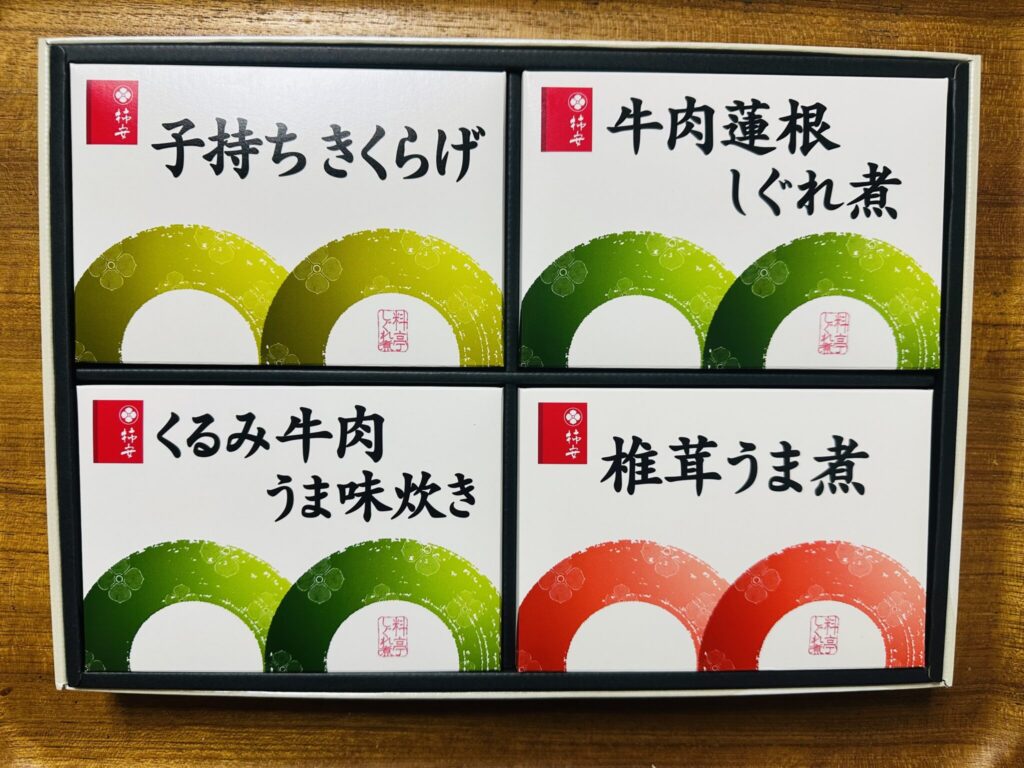 柿安
子持ちきくらげ
料亭
しぐれ煮
柿安
牛肉蓮根
しぐれ煮
料亭
しぐれ煮
柿安
くるみ牛肉
うま味炊き
料亭
しぐれ煮
柿安
椎茸うま煮
料亭
しぐれ煮